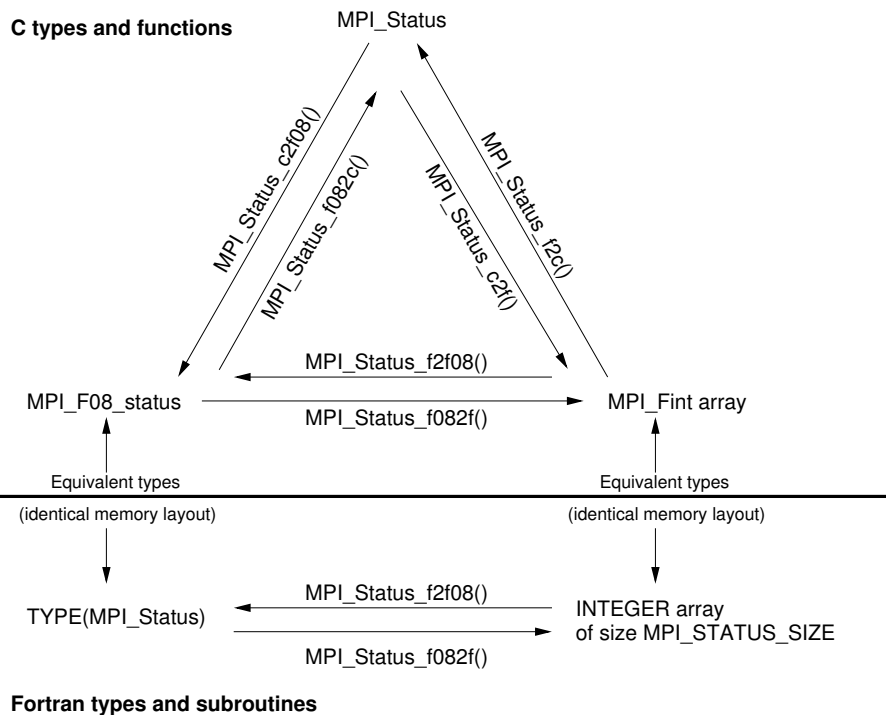 C types and functions
MPI_Status
MPI_Status_c2f08()
MPI_Status_f082c()
MPI_Status_c2f()
MPI_Status_f2c()
MPI_Status_f2f08()
MPI_F08_status
MPI_Fint array
MPI_Status_f082f()
Equivalent types
Equivalent types
(identical memory layout)
(identical memory layout)
MPI_Status_f2f08()
TYPE(MPI_Status)
INTEGER array
of size MPI_STATUS_SIZE
MPI_Status_f082f()
Fortran types and subroutines